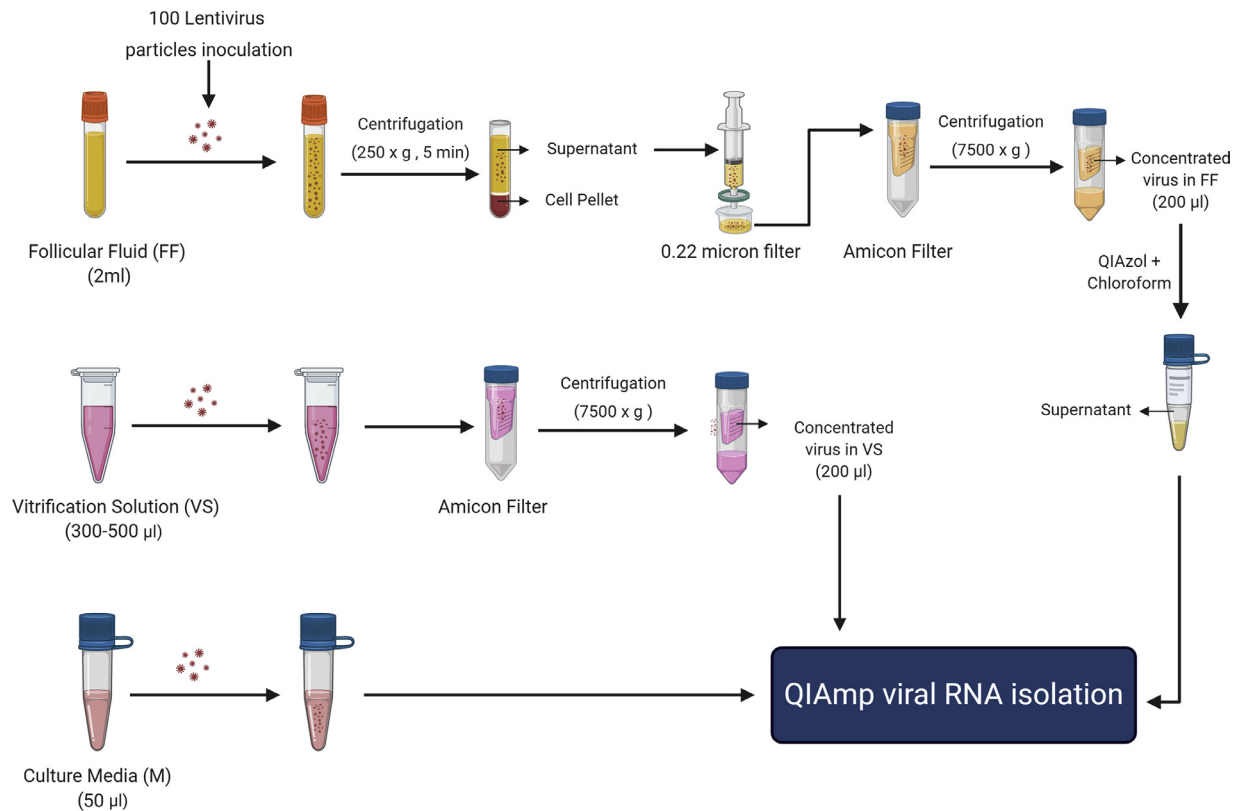 100 Lentivirus
particles inoculation
Centrifugation
(250 x g , 5 min)
Supernatant
Cell Pellet
Centrifugation
(7500 x g )
Concentrated
virus in FF
(200 µl)
Follicular Fluid (FF)
(2ml)
0.22 micron filter
Amicon Filter
QIAzol +
Chloroform
Centrifugation
(7500 x g )
Supernatant
Concentrated
virus in VS
(200 µl)
Vitrification Solution (VS)
(300-500 µl)
Amicon Filter
QIAmp viral RNA isolation
Culture Media (M)
(50 µl)